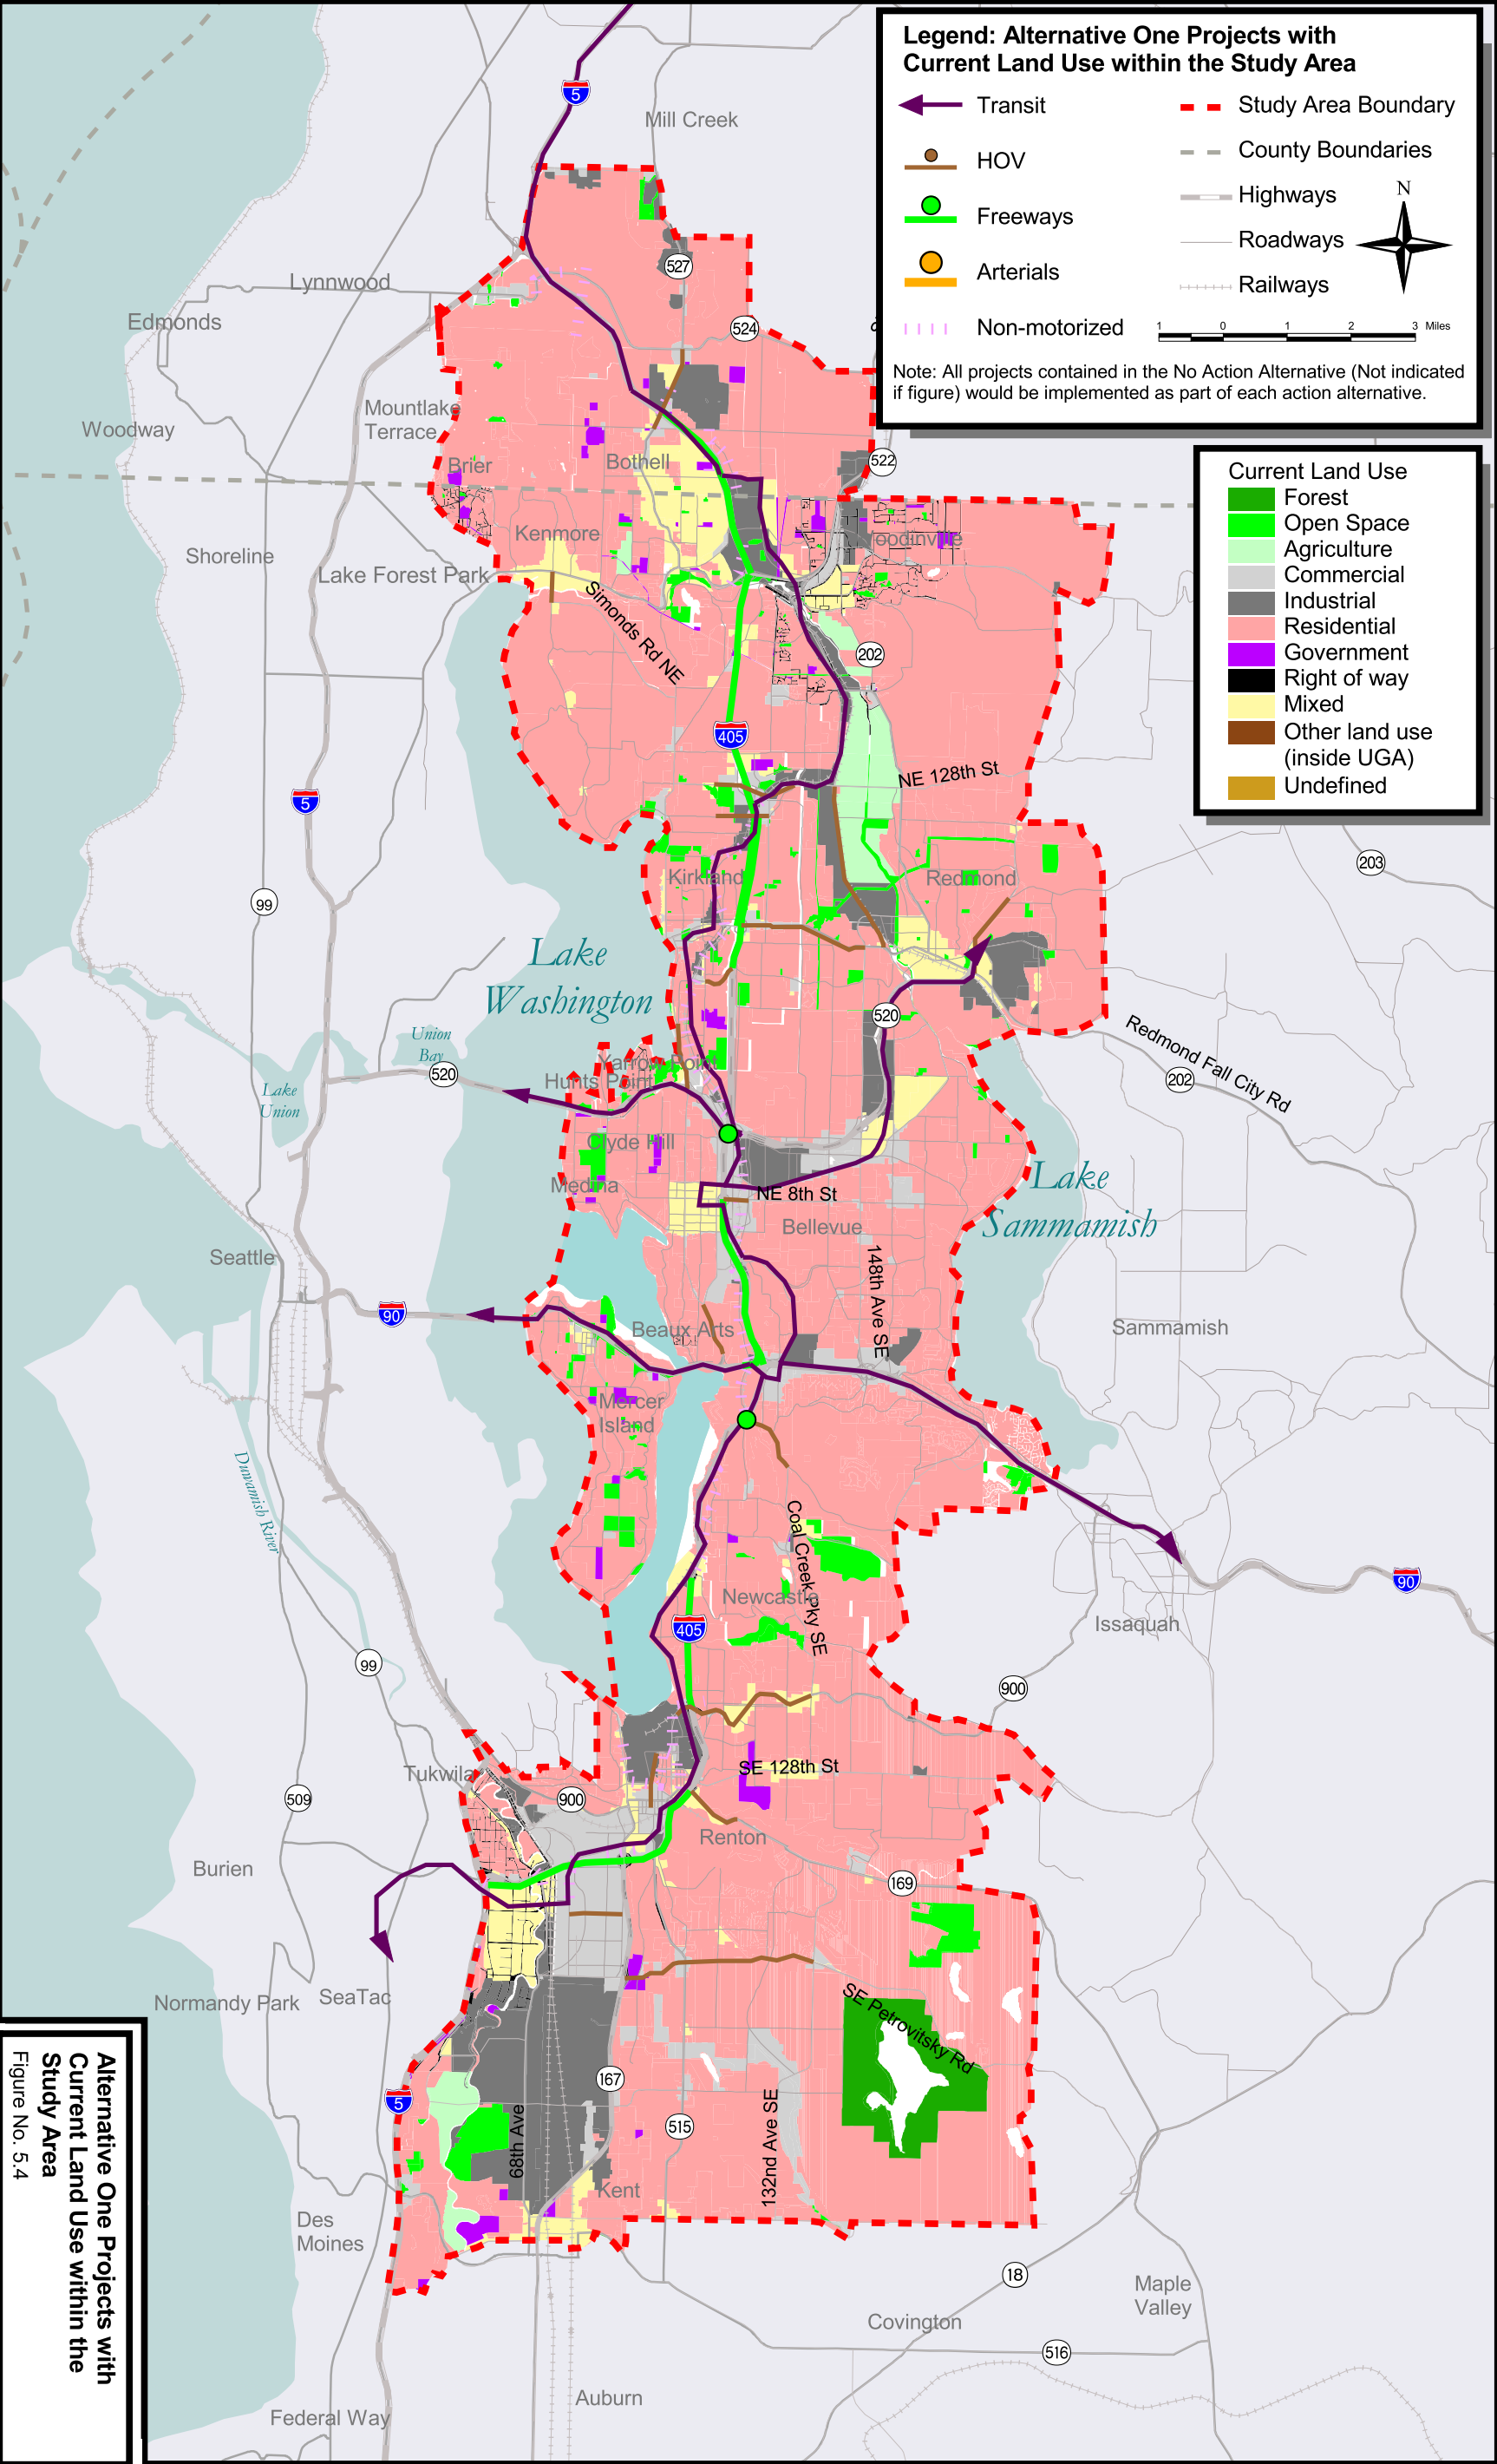 Legend: Alternative One Projects with
Current Land Use within the Study Area
Transit
HOV
Freeways
Arterials
Non-motorized
Study Area Boundary
County Boundaries
Highways
Roadways
Railways
N
1 0 1 2 3 Miles
Note: All projects contained in the No Action Alternative (Not indicated
if figure) would be implemented as part of each action alternative.
Current Land Use
Forest
Open Space
Agriculture
Commercial
Industrial
Residential
Government
Right of way
Mixed
Other land use
(inside UGA)
Undefined
5
Mill Creek
527
Lynnwood
Edmonds
524
Mountlake
Terrace
Woodway
Brier
Bothell
522
Kenmore
Woodinville
Shoreline
Lake Forest Park
Simonds Rd NE
202
405
NE 128th St
5
203
Kirkland
Redmond
99
Lake
Washington
520
Union
Bay
520
Redmond Fall City Rd
202
Yarrow Point
Hunts Point
Lake
Union
Clyde Hill
Medina
NE 8th St
Lake
Sammamish
Bellevue
Seattle
148th Ave SE
90
Beaux Arts
Sammamish
Mercer
Island
Duwamish River
Coal Creek Pky SE
Newcastle
90
Issaquah
405
99
900
Tukwila
SE 128th St
509
900
Renton
Burien
169
Normandy Park
SeaTac
SE Petrovitsky Rd
167
5
515
68th Ave
132nd Ave SE
Kent
Des
Moines
18
Maple
Valley
Covington
516
Auburn
Federal Way
Alternative One Projects with
Current Land Use within the
Study Area
Figure No. 5.4